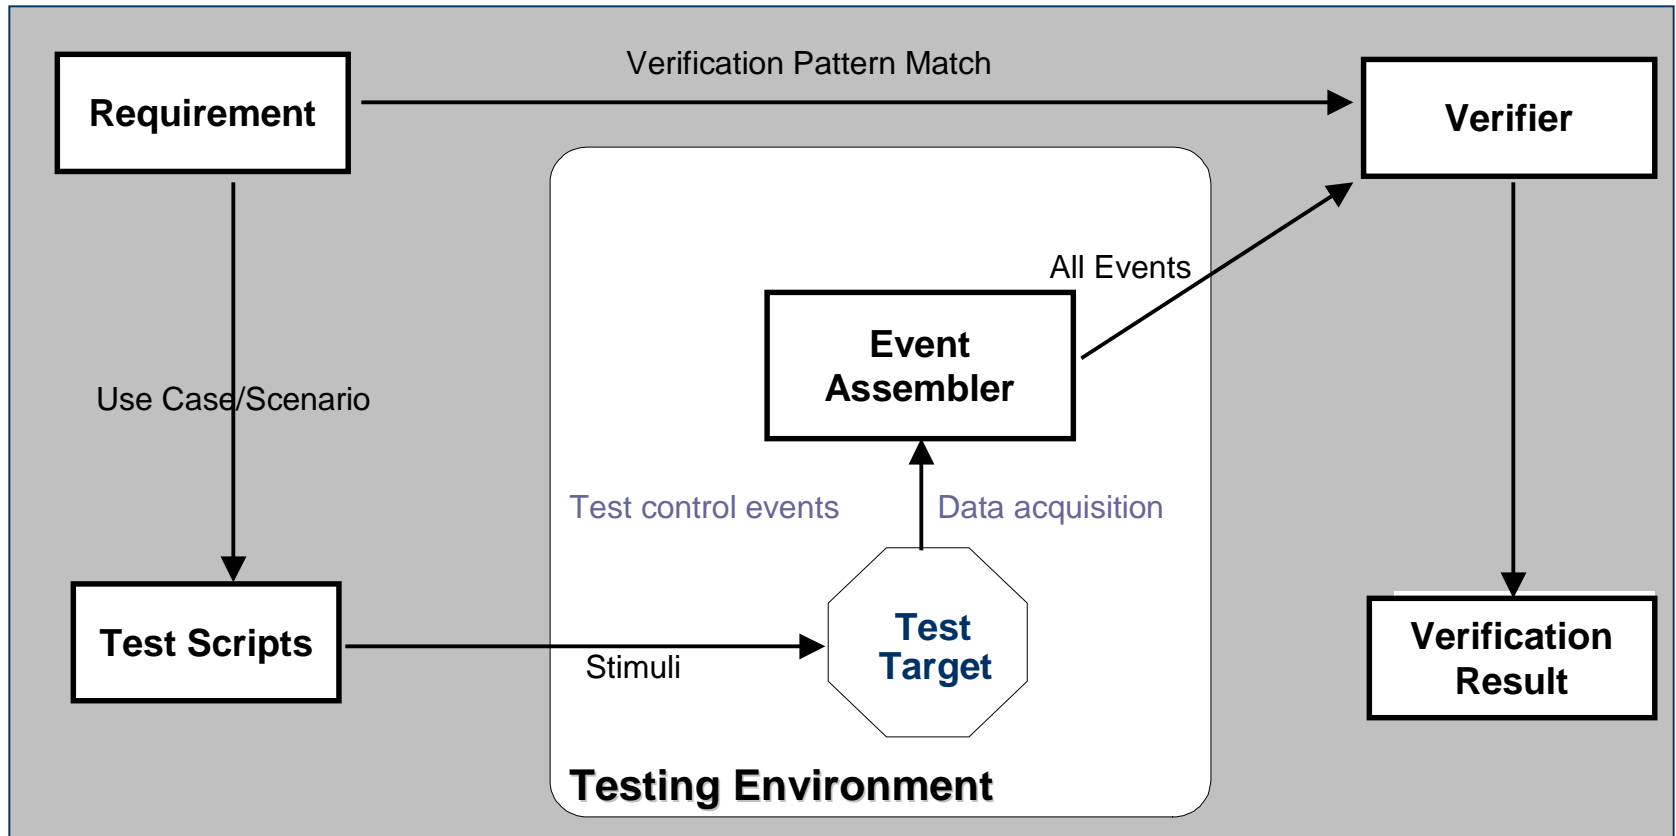 Verification Pattern Match
Requirement
Verifier
All Events
Event
Assembler
Use Case/Scenario
Test control events
Data acquisition
Test Scripts
Stimuli
Test
Target
Verification
Result
Testing Environment